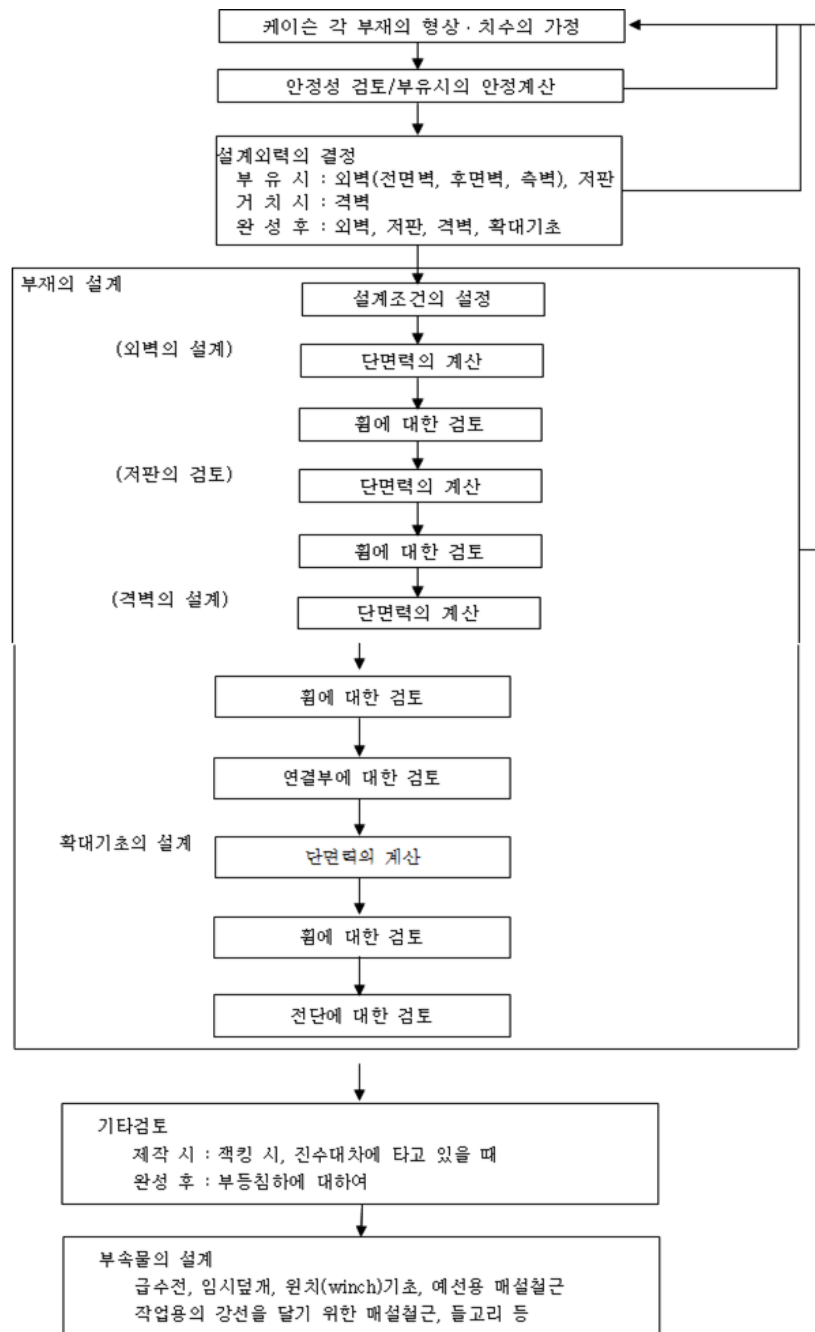 케이슨 각 부재의 형상·치수의 가정
안정성 검토/부유시의 안정계산
설계외력의 결정
부 유 시 : 외벽(전면벽, 후면벽, 측벽), 저판
거 치 시 : 격벽
완 성 후 : 외벽, 저판, 격벽, 확대기초
부재의 설계
설계조건의 설정
(외벽의 설계)
단면력의 계산
휨에 대한 검토
(저판의 검토)
단면력의 계산
휨에 대한 검토
(격벽의 설계)
단면력의 계산
휨에 대한 검토
연결부에 대한 검토
확대기초의 설계
단면력의 계산
휨에 대한 검토
전단에 대한 검토
기타검토
제작 시 : 잭킹 시, 진수대차에 타고 있을 때
완성 후 : 부등침하에 대하여
부속물의 설계
급수전, 임시덮개, 윈치(winch)기초, 예선용 매설철근
작업용의 강선을 달기 위한 매설철근, 들고리 등